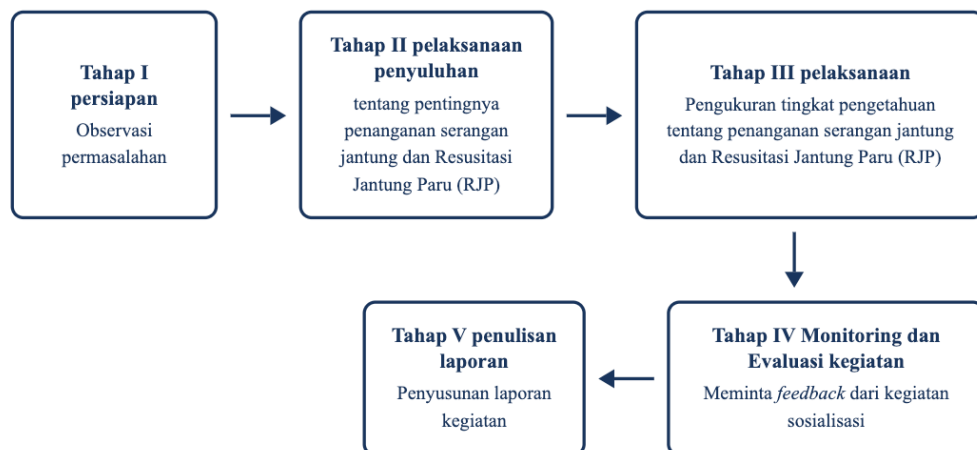 Tahap I
persiapan
Observasi
permasalahan
Tahap II pelaksanaan
penyuluhan
tentang pentingnya
penanganan serangan
jantung dan Resusitasi
Jantung Paru (RJP)
Tahap III pelaksanaan
Pengukuran tingkat pengetahuan
tentang penanganan serangan jantung
dan Resusitasi Jantung Paru (RJP)
Tahap IV Monitoring dan
Evaluasi kegiatan
Meminta feedback dari kegiatan
sosialisasi
Tahap V penulisan
laporan
Penyusunan laporan
kegiatan